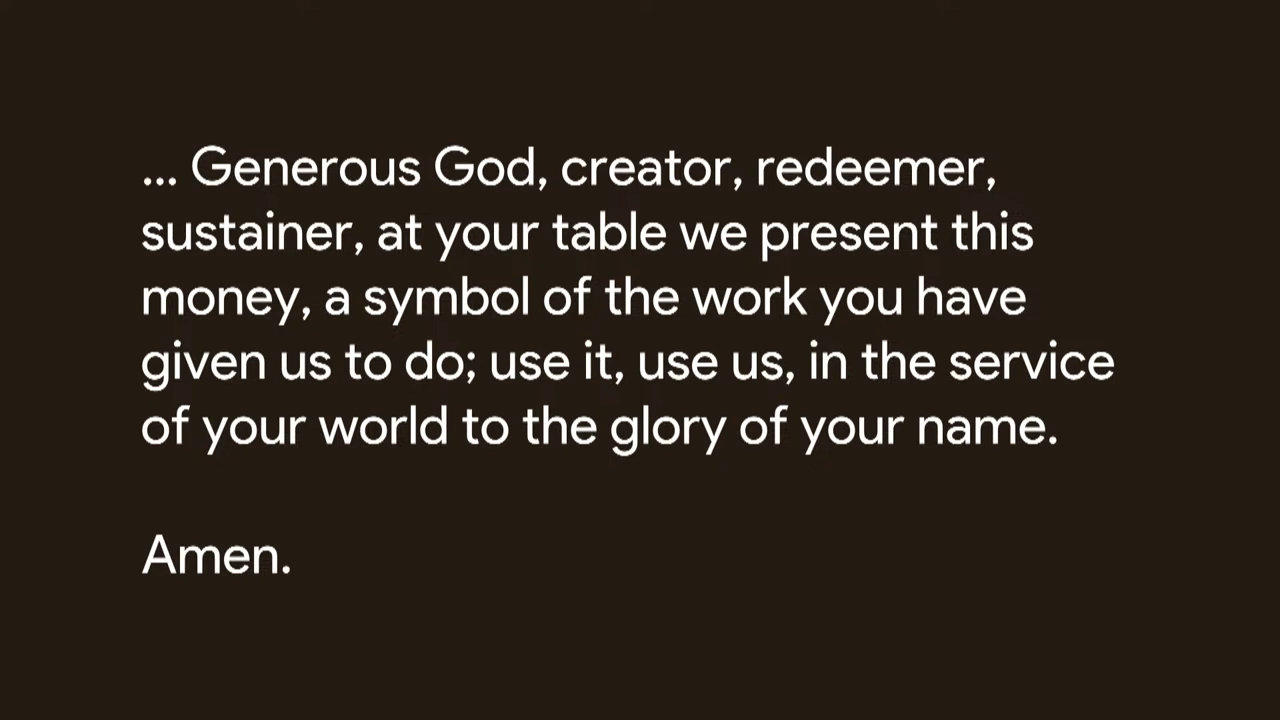 ... Generous God, creator, redeemer,
sustainer, at your table we present this
money, a symbol of the work you have
given us to do; use it, use us, in the service
of your world to the glory of your name.
Amen.